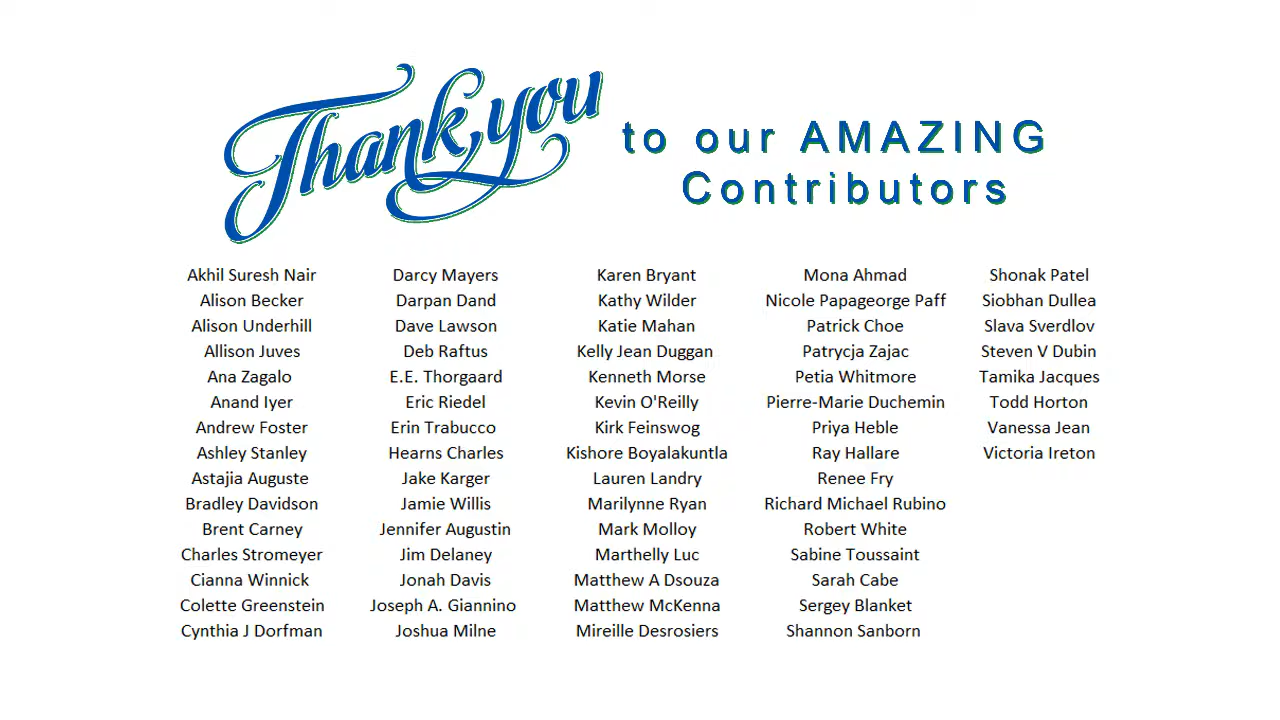 Thank you
to our AMAZING
Contributors
Akhil Suresh Nair
Alison Becker
Alison Underhill
Allison Juves
Ana Zagalo
Anand Iyer
Andrew Foster
Ashley Stanley
Astajia Auguste
Bradley Davidson
Brent Carney
Charles Stromeyer
Cianna Winnick
Colette Greenstein
Cynthia J Dorfman
Darcy Mayers
Darpan Dand
Dave Lawson
Deb Raftus
E.E. Thorgaard
Eric Riedel
Erin Trabucco
Hearns Charles
Jake Karger
Jamie Willis
Jennifer Augustin
Jim Delaney
Jonah Davis
Joseph A. Giannino
Joshua Milne
Karen Bryant
Kathy Wilder
Katie Mahan
Kelly Jean Duggan
Kenneth Morse
Kevin O'Reilly
Kirk Feinswog
Kishore Boyalakuntla
Lauren Landry
Marilynne Ryan
Mark Molloy
Marthelly Luc
Matthew A Dsouza
Matthew McKenna
Mireille Desrosiers
Mona Ahmad
Nicole Papageorge Paff
Patrick Choe
Patrycja Zajac
Petia Whitmore
Pierre-Marie Duchemin
Priya Heble
Ray Hallare
Renee Fry
Richard Michael Rubino
Robert White
Sabine Toussaint
Sarah Cabe
Sergey Blanket
Shannon Sanborn
Shonak Patel
Siobhan Dullea
Slava Sverdlov
Steven V Dubin
Tamika Jacques
Todd Horton
Vanessa Jean
Victoria Ireton